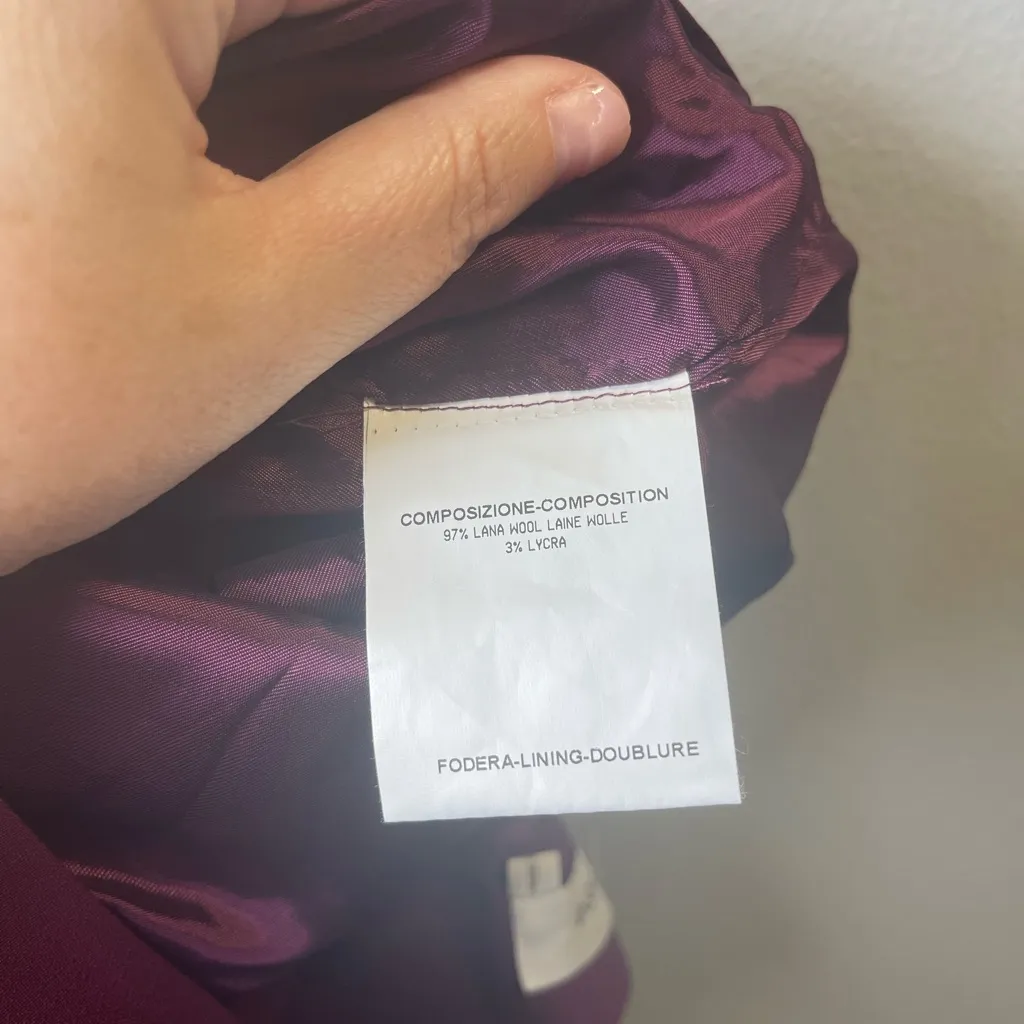 COMPOSIZIONE-COMPOSITION
97% LANA WOOL LAINE WOLLE
3% LYCRA
FODERA-LINING-DOUBLURE